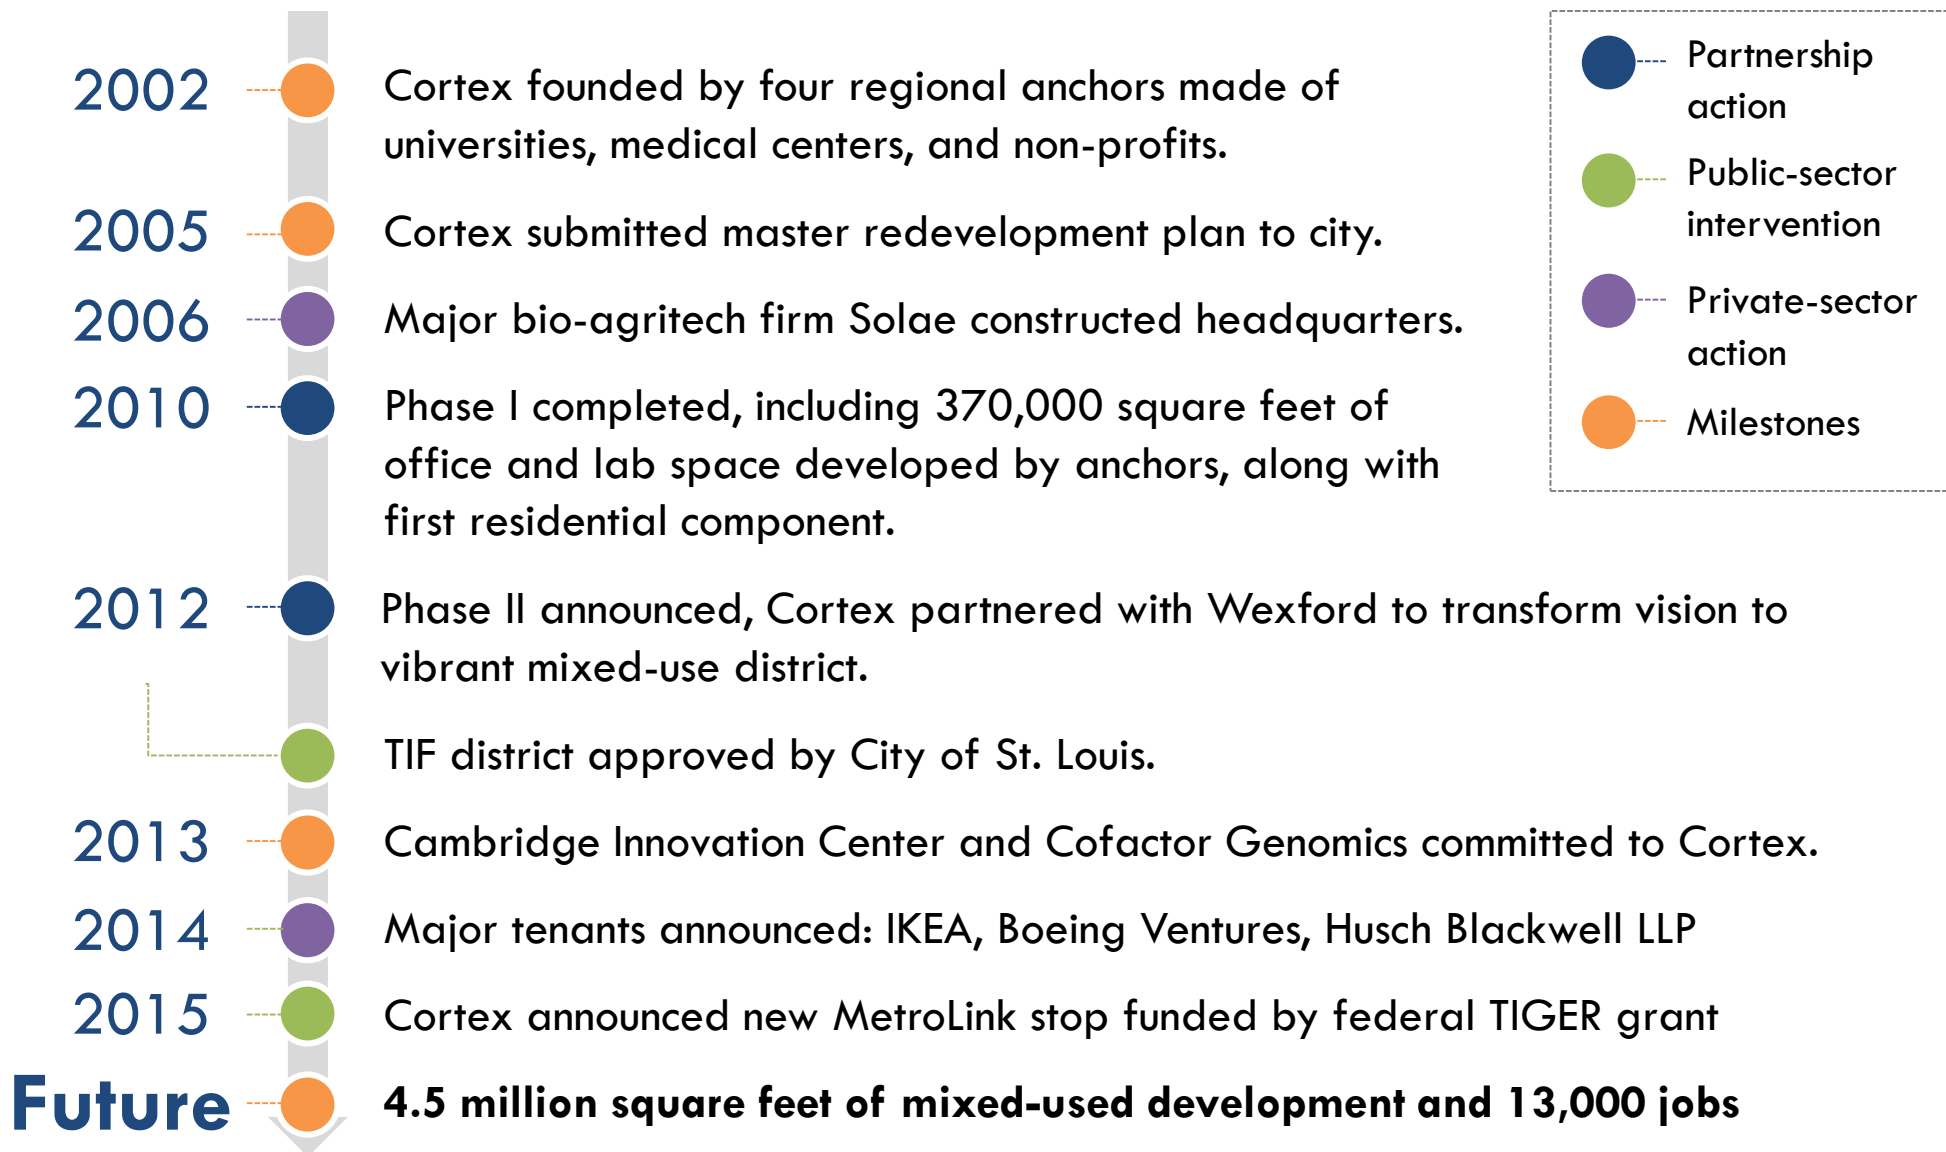 2002
Cortex founded by four regional anchors made of
universities, medical centers, and non-profits.
2005
Cortex submitted master redevelopment plan to city.
2006
Major bio-agritech firm Solae constructed headquarters.
2010
Phase I completed, including 370,000 square feet of
office and lab space developed by anchors, along with
first residential component.
2012
Phase II announced, Cortex partnered with Wexford to transform vision to
vibrant mixed-use district.
TIF district approved by City of St. Louis.
2013
Cambridge Innovation Center and Cofactor Genomics committed to Cortex.
2014
Major tenants announced: IKEA, Boeing Ventures, Husch Blackwell LLP
2015
Cortex announced new MetroLink stop funded by federal TIGER grant
Future
4.5 million square feet of mixed-used development and 13,000 jobs
Partnership
action
Public-sector
intervention
Private-sector
action
Milestones